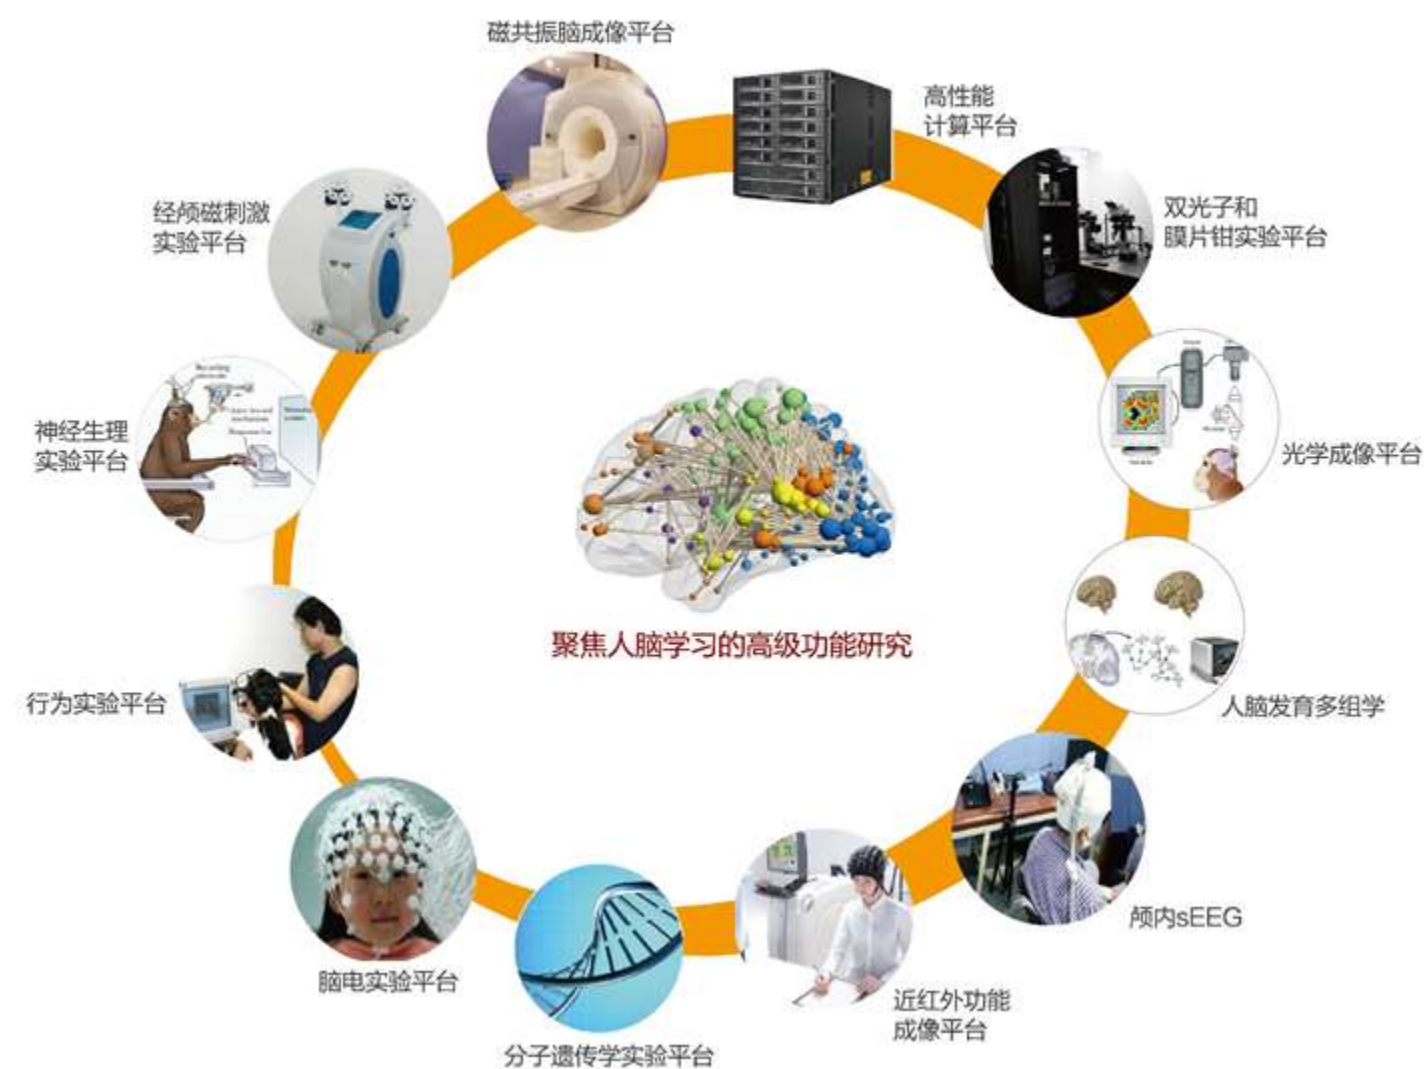 磁共振脑成像平台
高性能
计算平台
双光子和
膜片钳实验平台
光学成像平台
人脑发育多组学
颅内sEEG
近红外功能
成像平台
分子遗传学实验平台
脑电实验平台
行为实验平台
神经生理
实验平台
经颅磁刺激
实验平台
聚焦人脑学习的高级功能研究